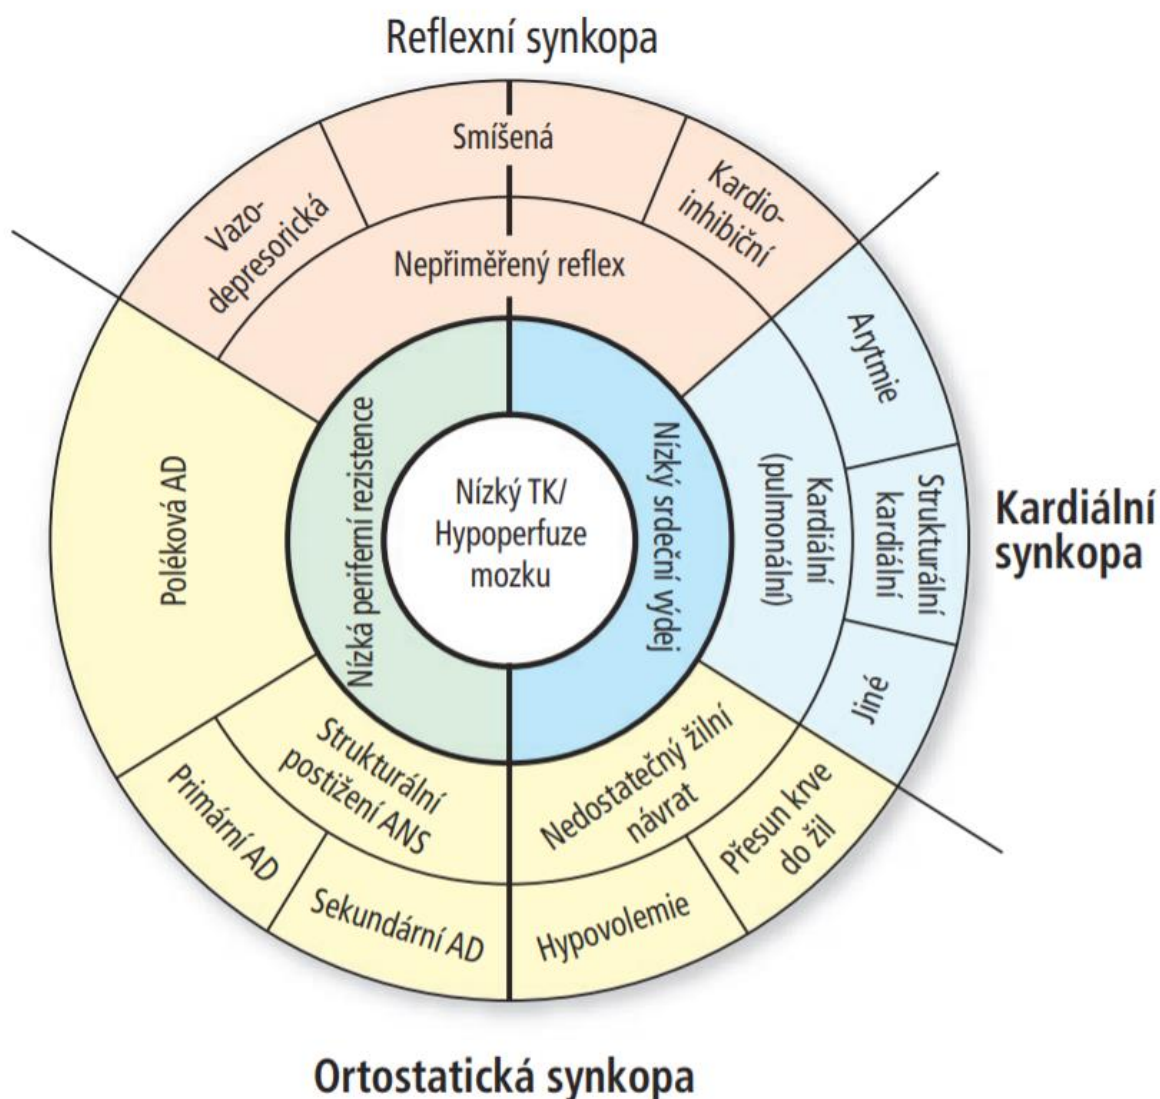 Reflexní synkopa
Smíšená
Vazo-
depresorická
Kardio-
inhibiční
Nepřiměřený reflex
Arytmie
Poléková AD
Nízká periferní rezistence
Nízký TK/
Hypoperfuze
mozku
Nízký srdeční výdej
Kardiální
(pulmonální)
Strukturální
kardiální
Kardiální
synkopa
Jiné
Strukturální
postižení ANS
Nedostatečný žilní
návrat
Primární AD
Sekundární AD
Hypovolemie
Přesun krve
do žil
Ortostatická synkopa